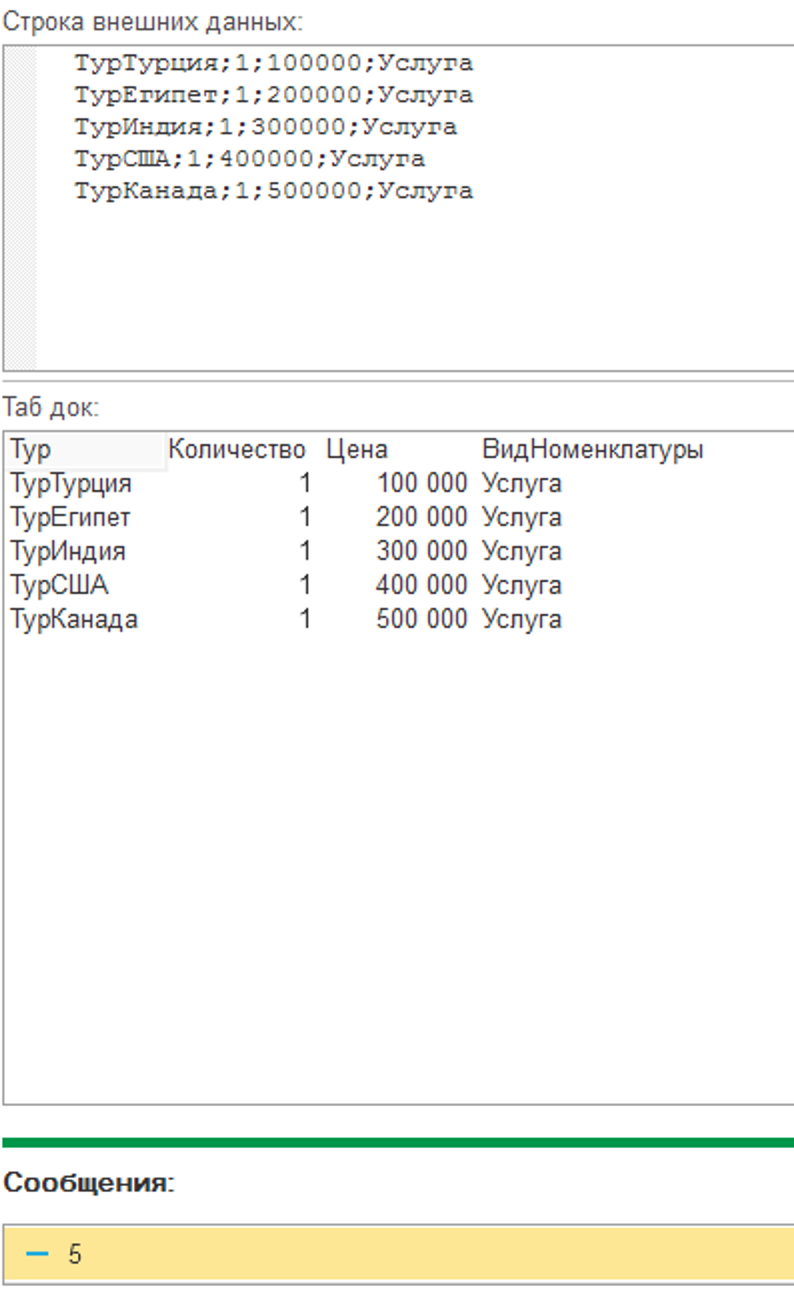 Строка внешних данных:
ТурТурция;1;100000;Услуга
ТурЕгипет;1;200000;Услуга
ТурИндия;1;300000;Услуга
ТурСША;1;400000;Услуга
ТурКанада;1;500000;Услуга
Таб док:
Тур Количество Цена ВидНоменклатуры
ТурТурция 1 100 000 Услуга
ТурЕгипет 1 200 000 Услуга
ТурИндия 1 300 000 Услуга
ТурСША 1 400 000 Услуга
ТурКанада 1 500 000 Услуга
Сообщения:
– 5